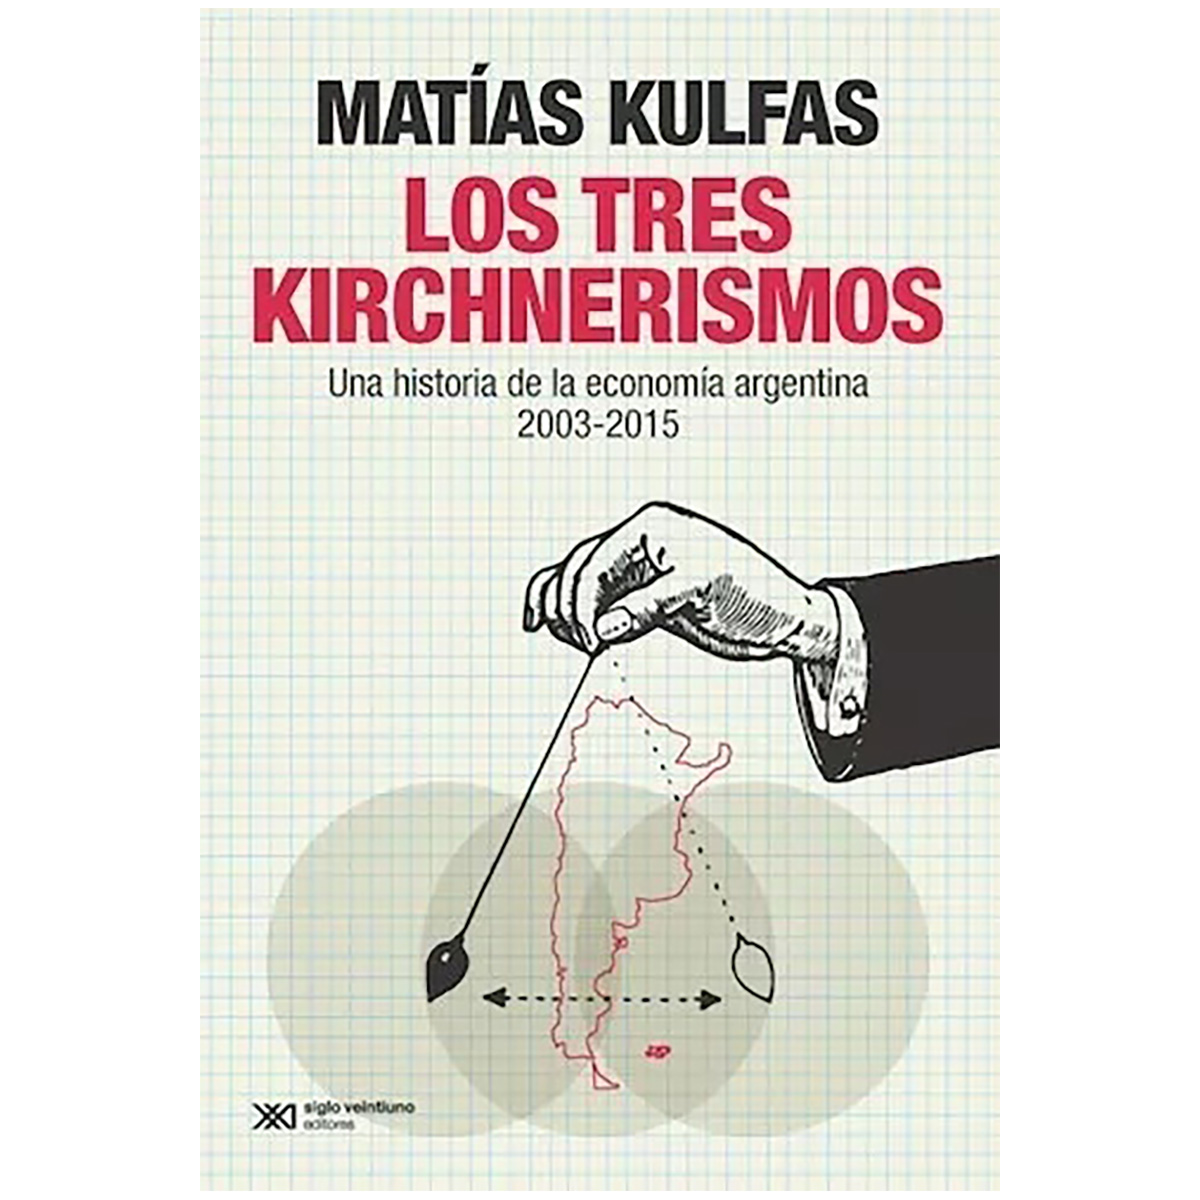 MATÍAS KULFAS
LOS TRES
KIRCHNERISMOS
Una historia de la economía argentina
2003-2015
siglo veintiuno
editores